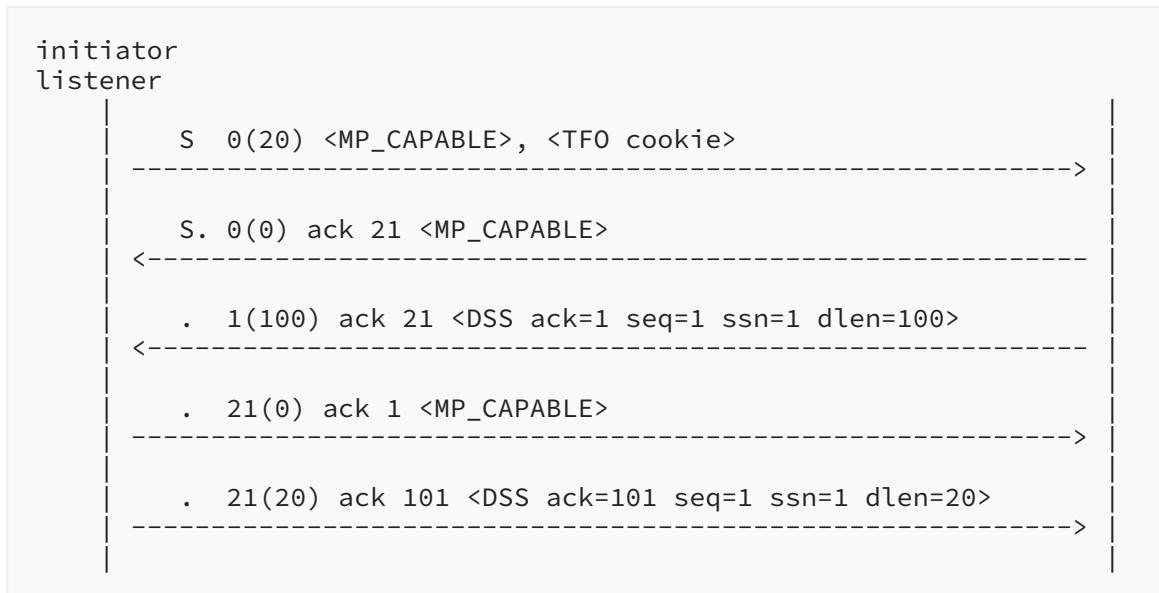 initiator
listener
S 0(20) <MP_CAPABLE>, <TFO cookie>
S. 0(0) ack 21 <MP_CAPABLE>
. 1(100) ack 21 <DSS ack=1 seq=1 ssn=1 dlen=100>
. 21(0) ack 1 <MP_CAPABLE>
. 21(20) ack 101 <DSS ack=101 seq=1 ssn=1 dlen=20>